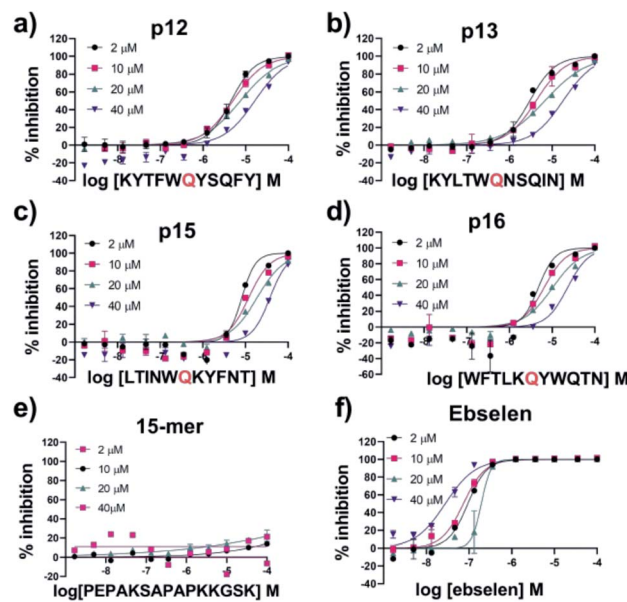 a) p12
2 μM
10 μM
20 μM
40 μM
% inhibition
120
100
80
60
40
20
0
-20
-40
-8 -7 -6 -5 -4
log [KYTFWQYSQFY] M
b) p13
2 μM
10 μM
20 μM
40 μM
% inhibition
120
100
80
60
40
20
0
-20
-40
-8 -7 -6 -5 -4
log [KYLTWQNSQIN] M
c) p15
2 μM
10 μM
20 μM
40 μM
% inhibition
120
100
80
60
40
20
0
-20
-40
-8 -7 -6 -5 -4
log [LTINWQKYFNT] M
d) p16
2 μM
10 μM
20 μM
40 μM
% inhibition
120
100
80
60
40
20
0
-20
-40
-8 -7 -6 -5 -4
log [WFTLKQYWQTN] M
e) 15-mer
2 μM
10 μM
20 μM
40μM
% inhibition
120
100
80
60
40
20
0
-20
-8 -7 -6 -5 -4
log[PEPAKSAPAPKKGSK] M
f) Ebselen
2 μM
10 μM
20 μM
40 μM
% inhibition
120
100
80
60
40
20
0
-20
-8 -7 -6 -5 -4
log [ebselen] M